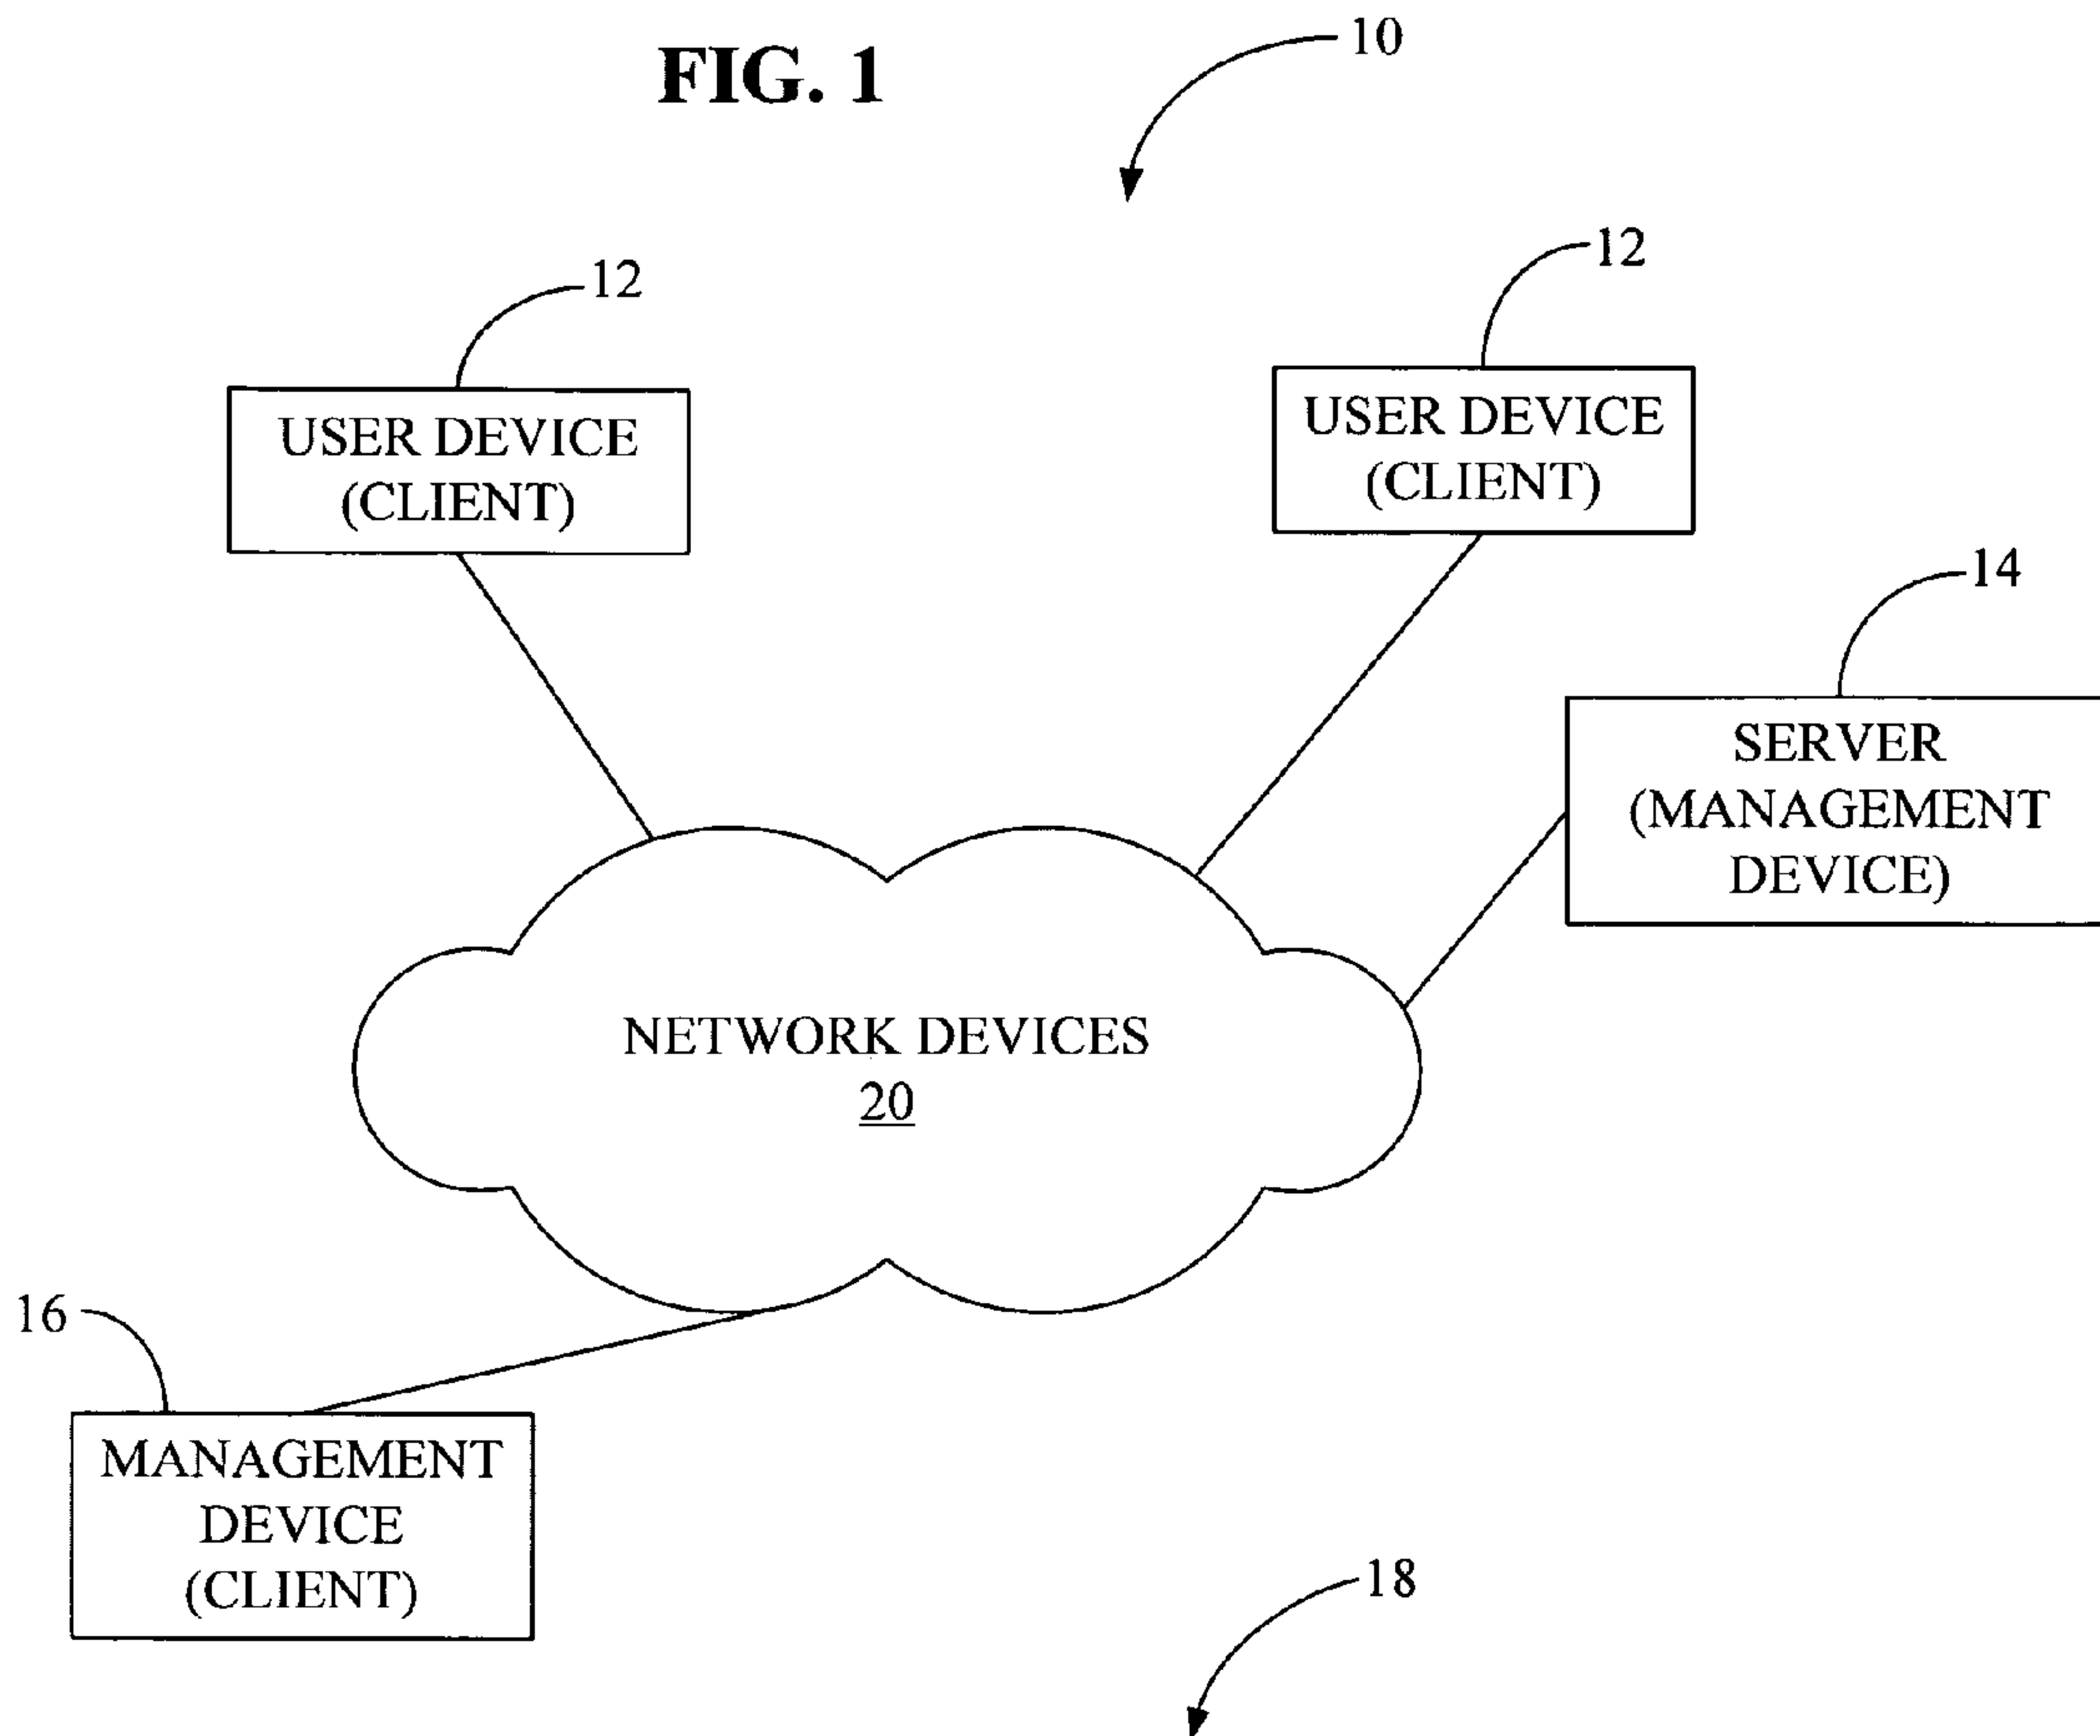 FIG. 1
10
12
12
USER DEVICE
(CLIENT)
USER DEVICE
(CLIENT)
14
SERVER
(MANAGEMENT
DEVICE)
NETWORK DEVICES
20
16
MANAGEMENT
DEVICE
(CLIENT)
18